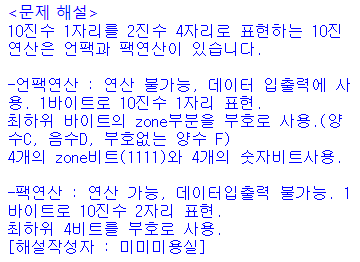 <문제 해설>
10진수 1자리를 2진수 4자리로 표현하는 10진
연산은 언팩과 팩연산이 있습니다.
-언팩연산 : 연산 불가능, 데이터 입출력에 사
용. 1바이트로 10진수 1자리 표현.
최하위 바이트의 zone부분을 부호로 사용.(양
수C, 음수D, 부호없는 양수 F)
4개의 zone비트(1111)와 4개의 숫자비트사용.
-팩연산 : 연산 가능, 데이터입출력 불가능. 1
바이트로 10진수 2자리 표현.
최하위 4비트를 부호로 사용.
[해설작성자 : 미미미용실]